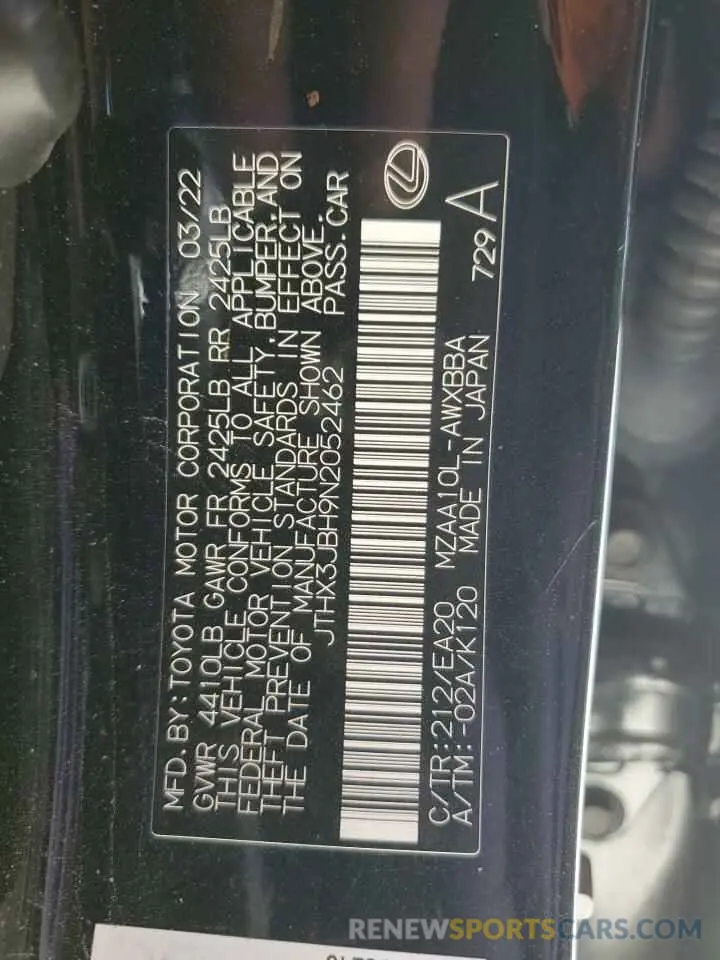 MFD.BY:TOYOTA MOTOR CORPORATION 03/22
GVWR 4410LB GAWR FR 2425LB RR 2425LB
THIS VEHICLE CONFORMS TO ALL APPLICABLE
FEDERAL MOTOR VEHICLE SAFETY,BUMPER,AND
THEFT PREVENTION STANDARDS IN EFFECT ON
THE DATE OF MANUFACTURE SHOWN ABOVE.
JTHX3JBH9N2052462 PASS.CAR
C/TR:212/EA20 MZAA10L-AWXBBA 729 A
A/TM:-02A/K120 MADE IN JAPAN
RENEWSPORTSCARS.COM